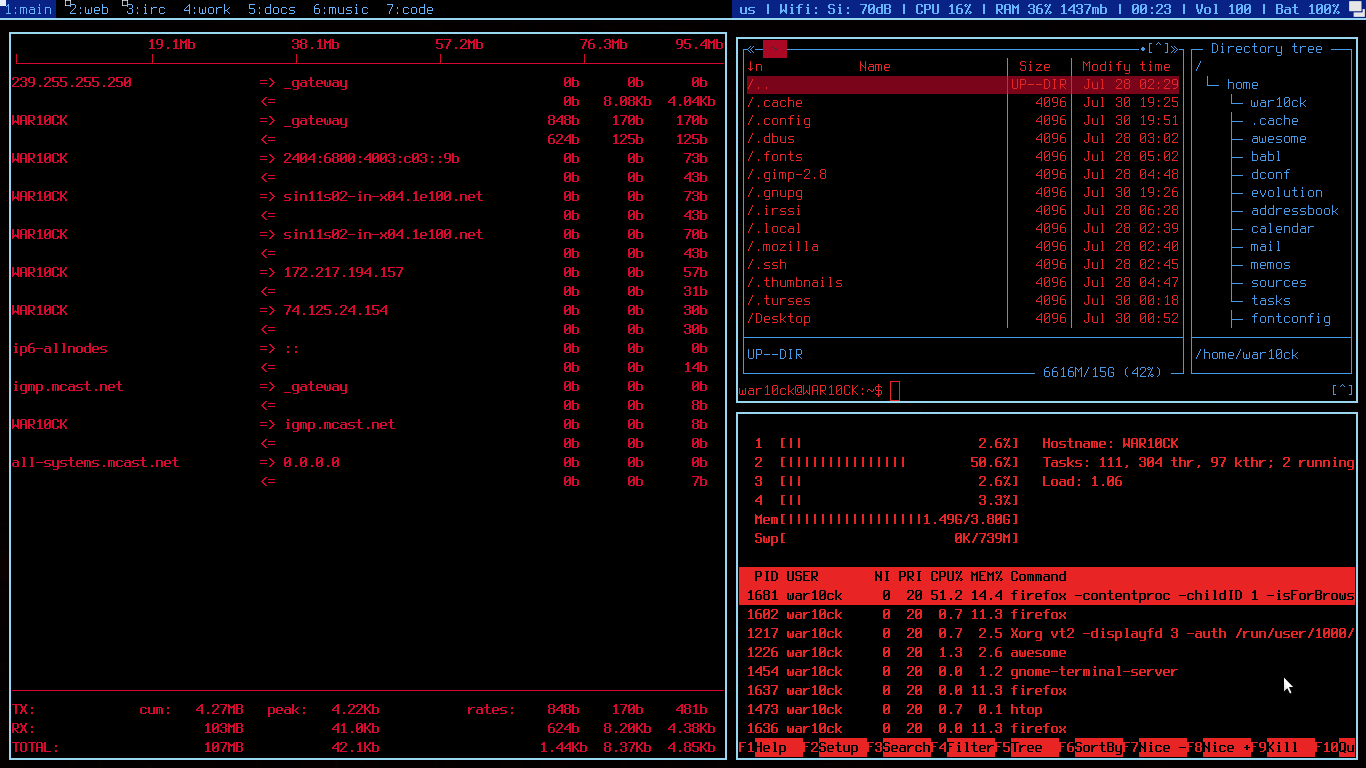 1:main 2:web 3:irc 4:work 5:docs 6:music 7:code
us | Wifi: Si: 70dB | CPU 16% | RAM 36% 1437mb | 00:23 | Vol 100 | Bat 100%
19.1Mb 38.1Mb 57.2Mb 76.3Mb 95.4Mb
239.255.255.250 => _gateway 0b 0b 0b
<= 0b 8.08Kb 4.04Kb
WAR10CK => _gateway 848b 170b 170b
<= 624b 125b 125b
WAR10CK => 2404:6800:4003:c03::9b 0b 0b 73b
<= 0b 0b 43b
WAR10CK => sin11s02-in-x04.1e100.net 0b 0b 73b
<= 0b 0b 43b
WAR10CK => sin11s02-in-x04.1e100.net 0b 0b 70b
<= 0b 0b 43b
WAR10CK => 172.217.194.157 0b 0b 57b
<= 0b 0b 31b
WAR10CK => 74.125.24.154 0b 0b 30b
<= 0b 0b 30b
ip6-allnodes => :: 0b 0b 0b
<= 0b 0b 14b
igmp.mcast.net => _gateway 0b 0b 0b
<= 0b 0b 8b
WAR10CK => igmp.mcast.net 0b 0b 8b
<= 0b 0b 0b
all-systems.mcast.net => 0.0.0.0 0b 0b 0b
<= 0b 0b 7b
TX: cum: 4.27MB peak: 4.22Kb rates: 848b 170b 481b
RX: 103MB 41.0Kb 624b 8.20Kb 4.38Kb
TOTAL: 107MB 42.1Kb 1.44Kb 8.37Kb 4.85Kb
«  •[^]»
↓n Name Size Modify time
/.. UP--DIR Jul 28 02:29
/.cache 4096 Jul 30 19:25
/.config 4096 Jul 30 19:51
/.dbus 4096 Jul 28 03:02
/.fonts 4096 Jul 28 05:02
/.gimp-2.8 4096 Jul 28 04:48
/.gnupg 4096 Jul 30 19:26
/.irssi 4096 Jul 28 06:28
/.local 4096 Jul 28 02:39
/.mozilla 4096 Jul 28 02:40
/.ssh 4096 Jul 28 02:45
/.thumbnails 4096 Jul 28 04:47
/.turses 4096 Jul 30 00:18
/Desktop 4096 Jul 30 00:52
UP--DIR
6616M/15G (42%)
Directory tree
/
home
war10ck
.cache
awesome
babl
dconf
evolution
addressbook
calendar
mail
memos
sources
tasks
fontconfig
/home/war10ck
war10ck@WAR10CK:~$ [^]
1 [|| 2.6%] Hostname: WAR10CK
2 [||||||||||||||| 50.6%] Tasks: 111, 304 thr, 97 kthr; 2 running
3 [|| 2.6%] Load: 1.06
4 [|| 3.3%]
Mem[|||||||||||||||||1.49G/3.80G]
Swp[ 0K/739M]
PID USER NI PRI CPU% MEM% Command
1681 war10ck 0 20 51.2 14.4 firefox -contentproc -childID 1 -isForBrows
1602 war10ck 0 20 0.7 11.3 firefox
1217 war10ck 0 20 0.7 2.5 Xorg vt2 -displayfd 3 -auth /run/user/1000/
1226 war10ck 0 20 1.3 2.6 awesome
1454 war10ck 0 20 0.0 1.2 gnome-terminal-server
1637 war10ck 0 20 0.0 11.3 firefox
1473 war10ck 0 20 0.7 0.1 htop
1636 war10ck 0 20 0.0 11.3 firefox
F1Help F2Setup F3SearchF4FilterF5Tree F6SortByF7Nice -F8Nice +F9Kill F10Qu